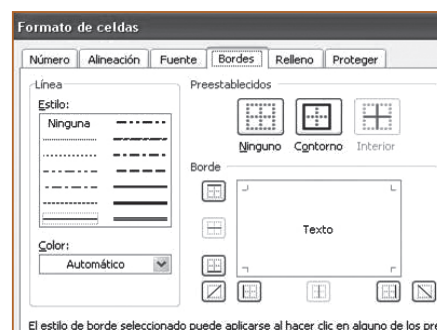 Formato de celdas
Número Alineación Fuente Bordes Relleno Proteger
Línea
Estilo:
Ninguna
Color:
Automático
Preestablecidos
Ninguno Contorno Interior
Borde
Texto
El estilo de borde seleccionado puede aplicarse al hacer clic en alguno de los pre